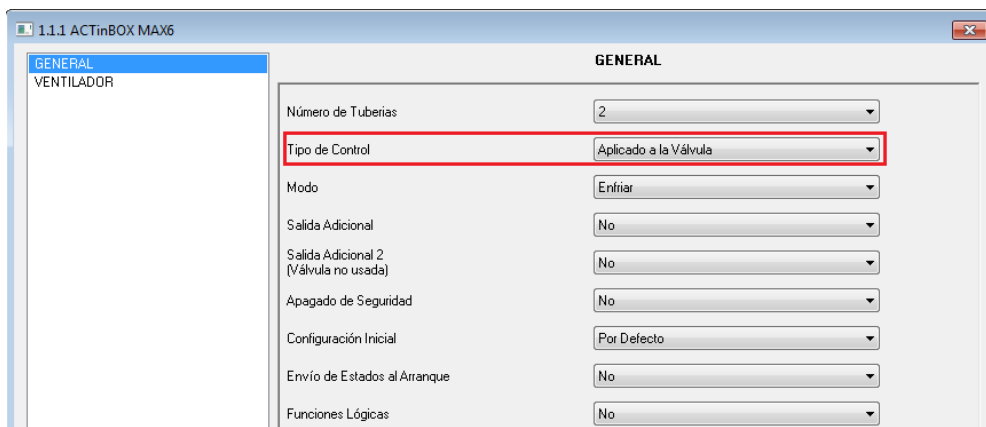 1.1.1 ACTinBOX MAX6
GENERAL
VENTILADOR
GENERAL
Número de Tuberias 2
Tipo de Control Aplicado a la Válvula
Modo Enfriar
Salida Adicional No
Salida Adicional 2
(Válvula no usada) No
Apagado de Seguridad No
Configuración Inicial Por Defecto
Envío de Estados al Arranque No
Funciones Lógicas No